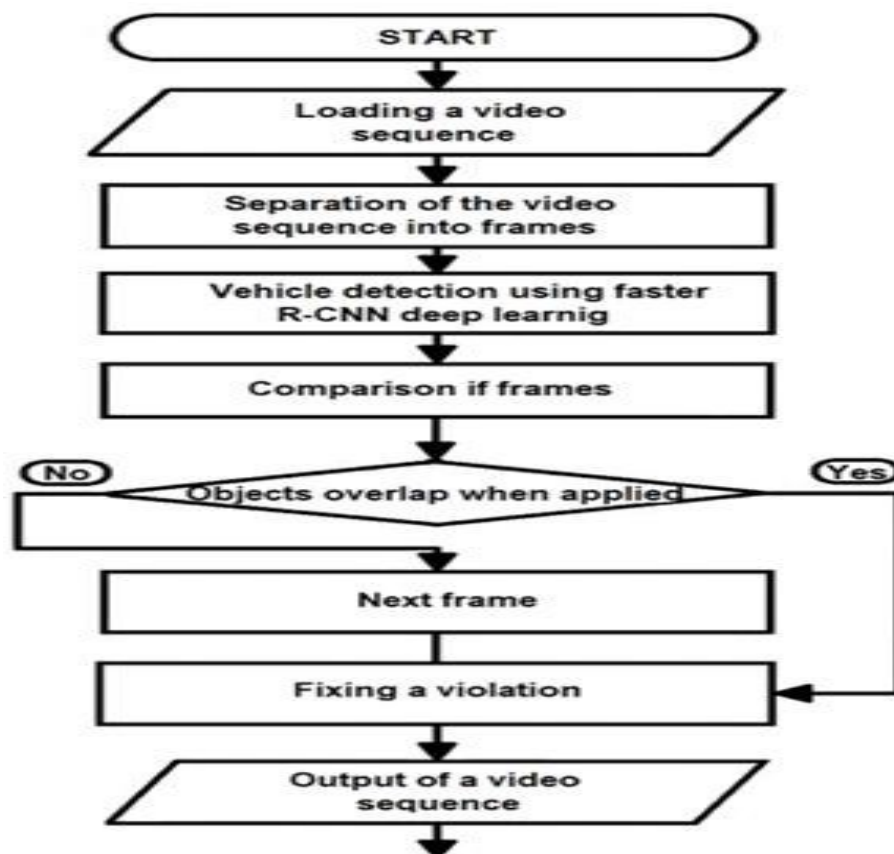 START
Loading a video
sequence
Separation of the video
sequence into frames
Vehicle detection using faster
R-CNN deep learnig
Comparison if frames
No
Yes
Objects overlap when applied
Next frame
Fixing a violation
Output of a video
sequence